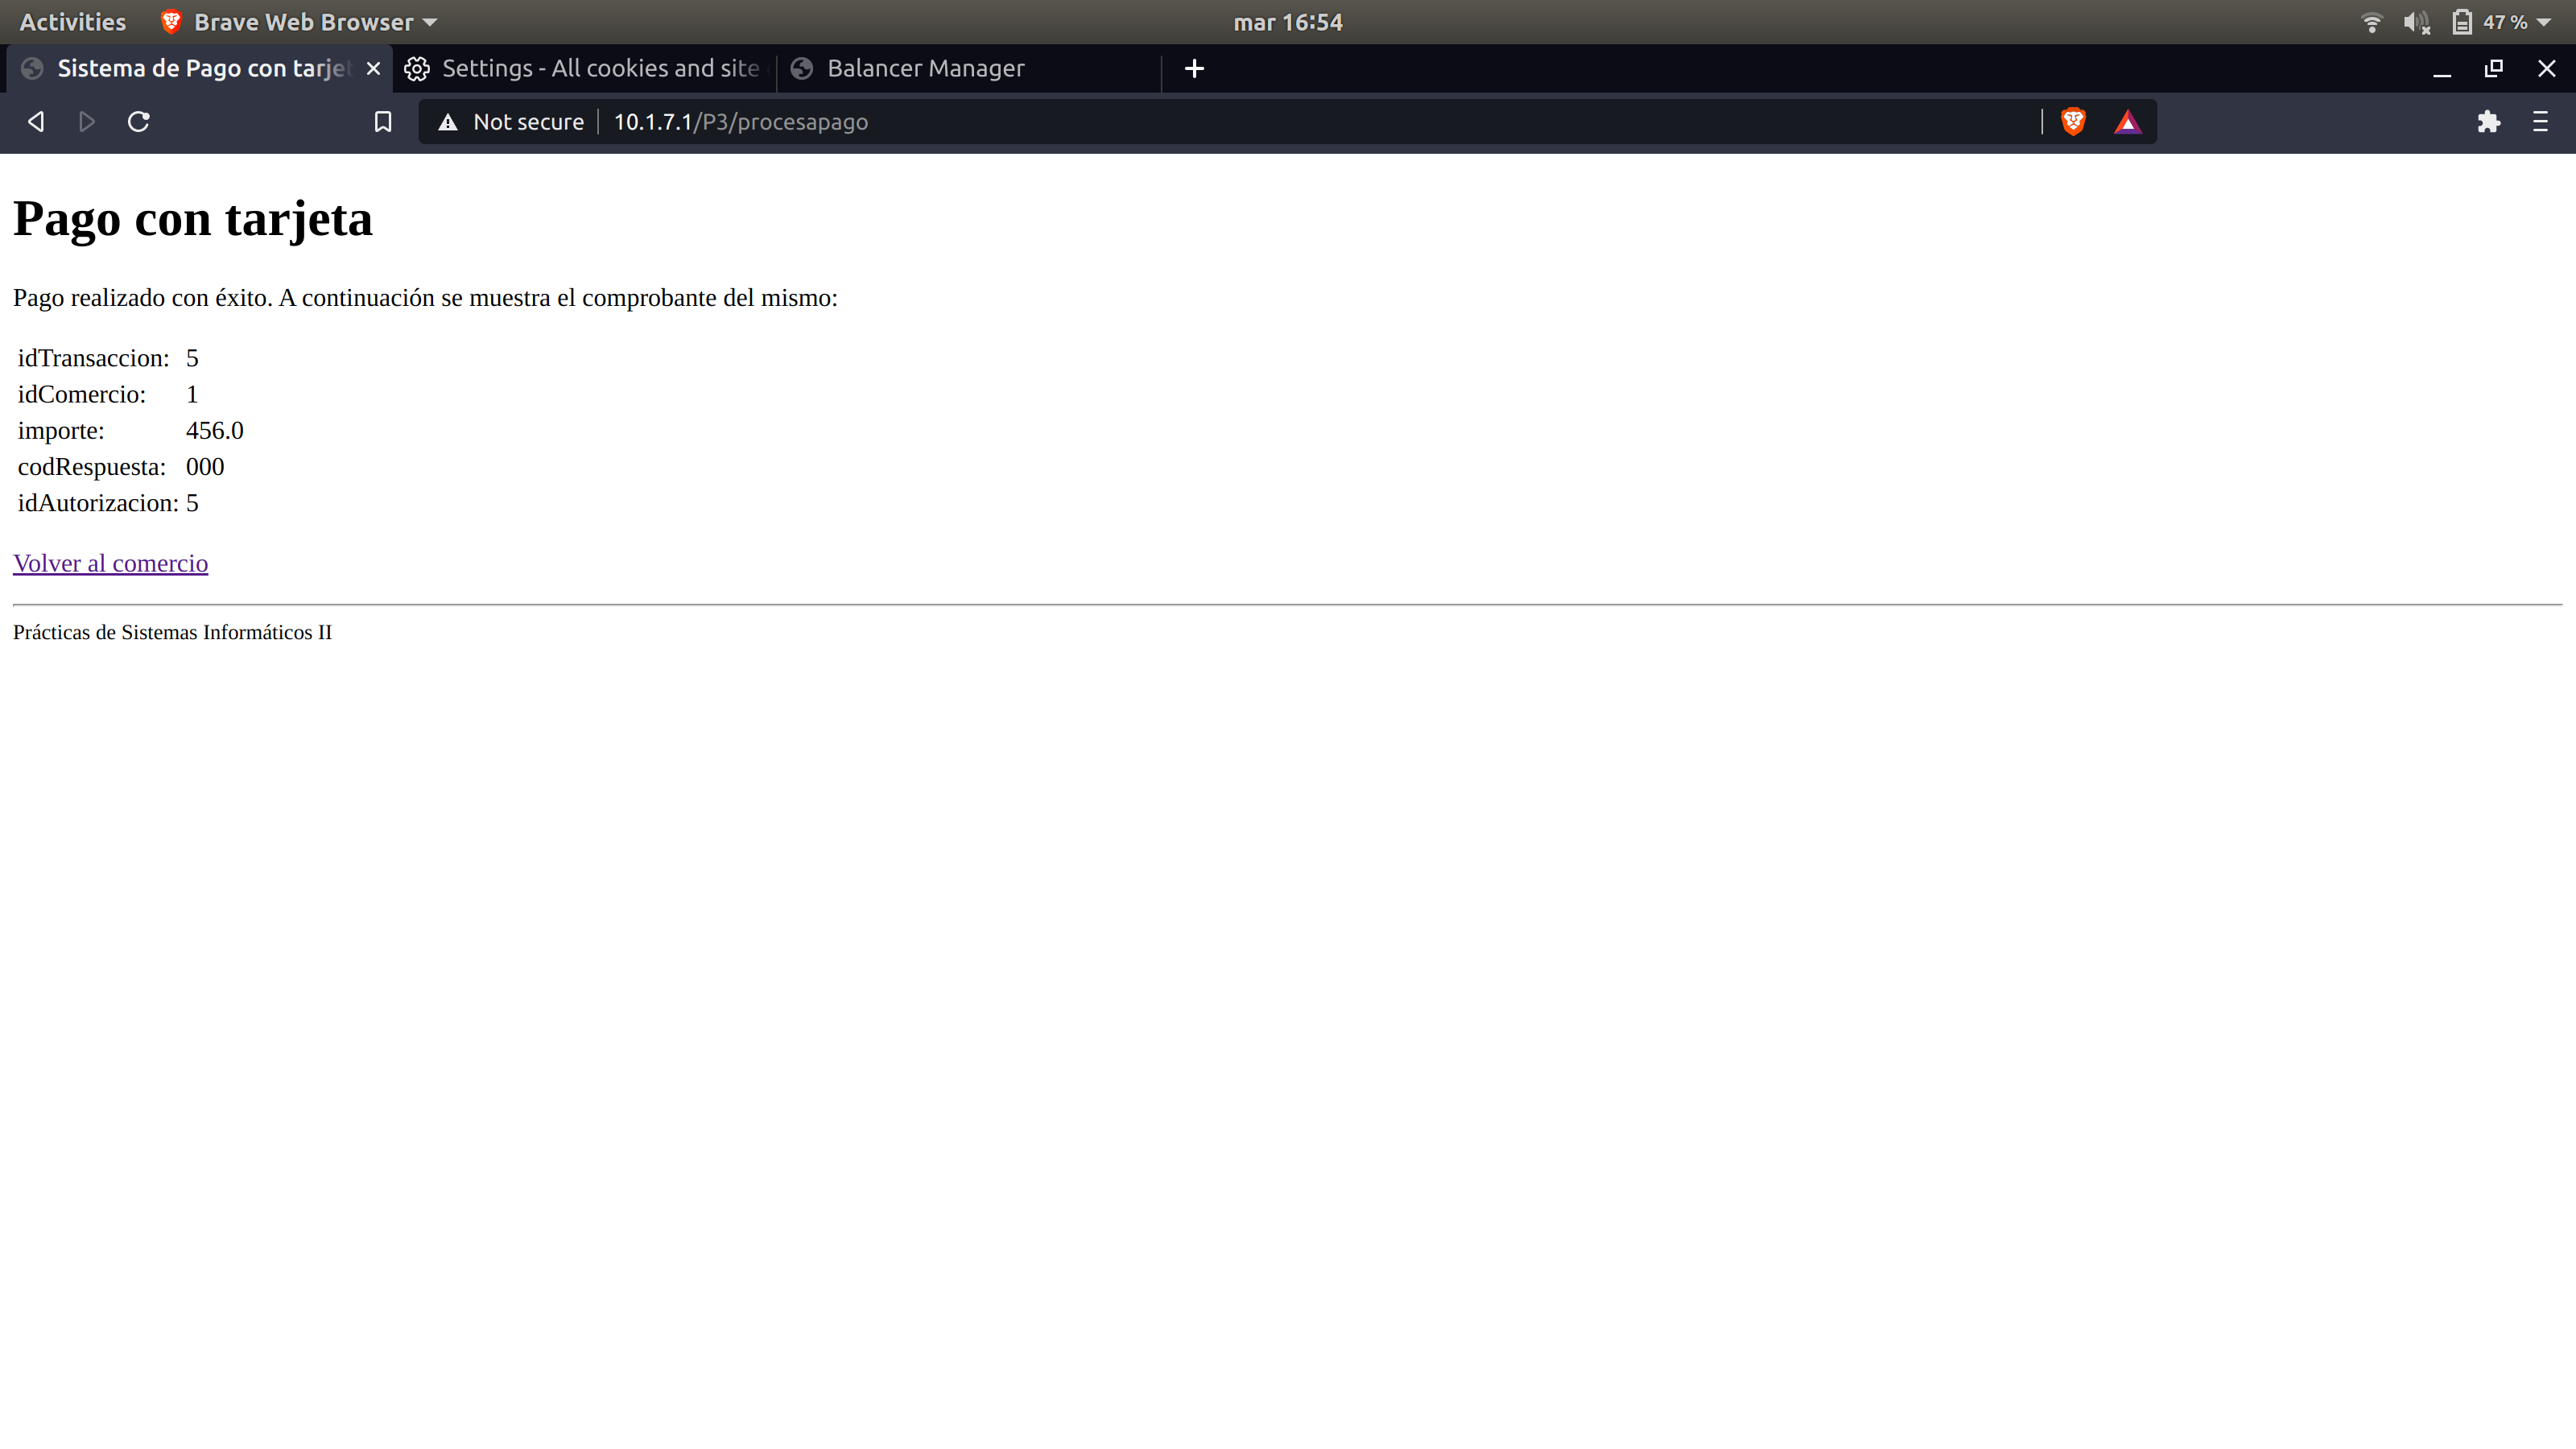 Activities Brave Web Browser mar 16:54 47 %
Sistema de Pago con tarjet Settings - All cookies and site Balancer Manager
Not secure 10.1.7.1/P3/procesapago
Pago con tarjeta
Pago realizado con éxito. A continuación se muestra el comprobante del mismo:
idTransaccion: 5
idComercio: 1
importe: 456.0
codRespuesta: 000
idAutorizacion: 5
Volver al comercio
Prácticas de Sistemas Informáticos II